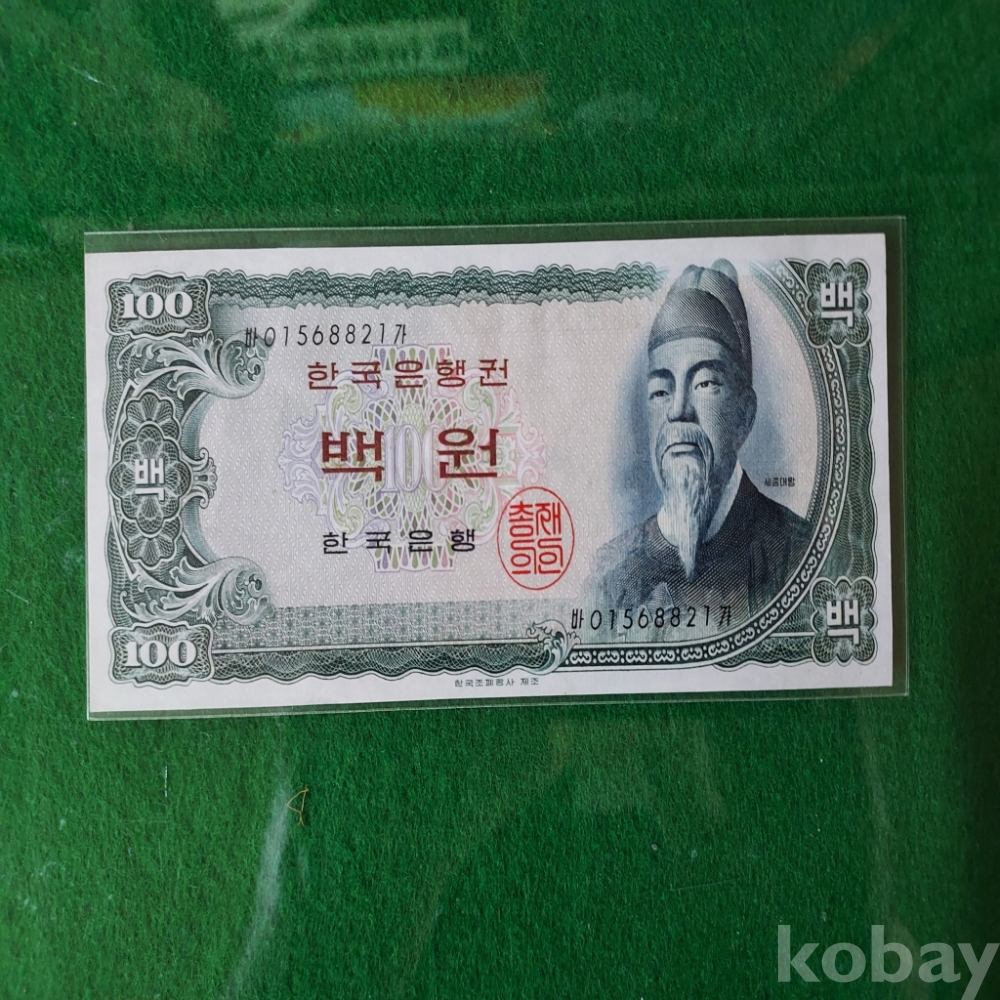 100
백
바0156882​1가
한국은행권
백
100
백 원
세종대왕
한국은행
총재의인
바01568821가
100
백
한국조폐공사 제조
kobay